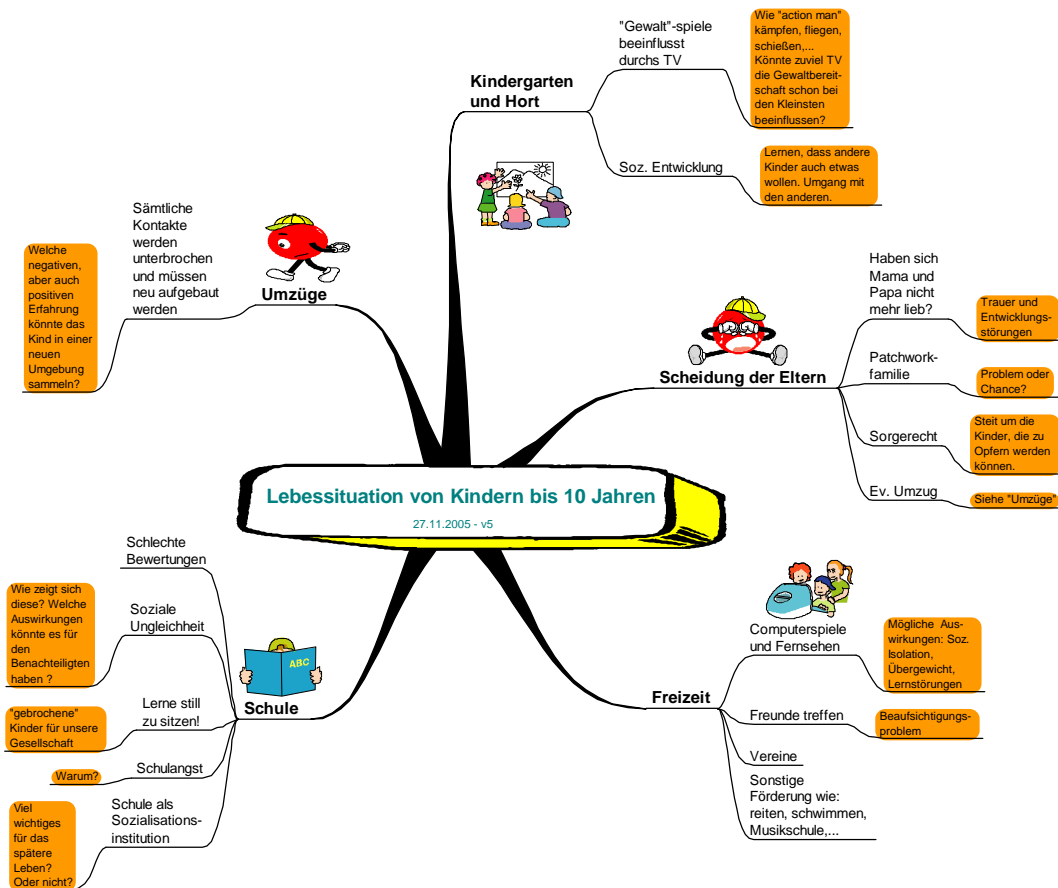 Lebessituation von Kindern bis 10 Jahren
27.11.2005 - v5
Kindergarten
und Hort
"Gewalt"-spiele
beeinflusst
durchs TV
Wie "action man"
kämpfen, fliegen,
schießen,...
Könnte zuviel TV
die Gewaltbereit-
schaft schon bei
den Kleinsten
beeinflussen?
Soz. Entwicklung
Lernen, dass andere
Kinder auch etwas
wollen. Umgang mit
den anderen.
Scheidung der Eltern
Haben sich
Mama und
Papa nicht
mehr lieb?
Trauer und
Entwicklungs-
störungen
Patchwork-
familie
Problem oder
Chance?
Sorgerecht
Steit um die
Kinder, die zu
Opfern werden
können.
Ev. Umzug
Siehe "Umzüge"
Freizeit
Computerspiele
und Fernsehen
Mögliche Aus-
wirkungen: Soz.
Isolation,
Übergewicht,
Lernstörungen
Freunde treffen
Beaufsichtigungs-
problem
Vereine
Sonstige
Förderung wie:
reiten, schwimmen,
Musikschule,...
Schule
ABC
Schlechte
Bewertungen
Soziale
Ungleichheit
Wie zeigt sich
diese? Welche
Auswirkungen
könnte es für
den
Benachteiligten
haben ?
Lerne still
zu sitzen!
"gebrochene"
Kinder für unsere
Gesellschaft
Schulangst
Warum?
Schule als
Sozialisations-
institution
Viel
wichtiges
für das
spätere
Leben?
Oder nicht?
Umzüge
Sämtliche
Kontakte
werden
unterbrochen
und müssen
neu aufgebaut
werden
Welche
negativen,
aber auch
positiven
Erfahrung
könnte das
Kind in einer
neuen
Umgebung
sammeln?